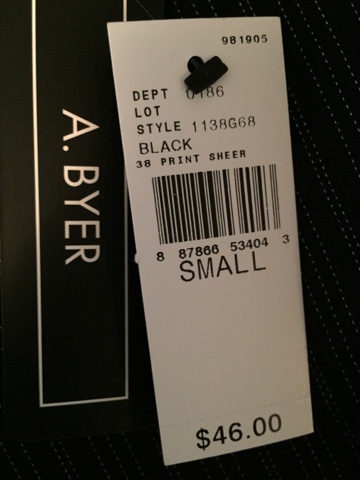 A. BYER
981905
DEPT 0186
LOT
STYLE 1138G68
BLACK
38 PRINT SHEER
8 87866 53404 3
SMALL
$46.00